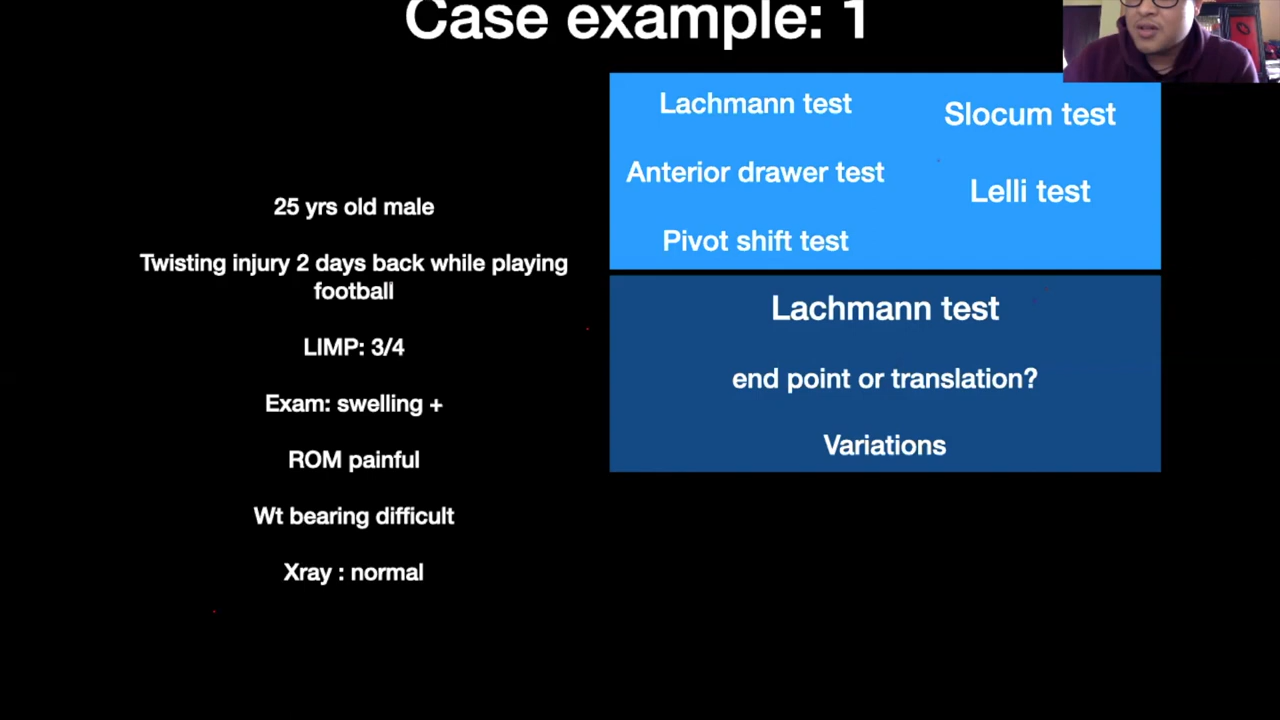 Case example: 1
25 yrs old male
Twisting injury 2 days back while playing
football
LIMP: 3/4
Exam: swelling +
ROM painful
Wt bearing difficult
Xray : normal
Lachmann test
Anterior drawer test
Pivot shift test
Slocum test
Lelli test
Lachmann test
end point or translation?
Variations